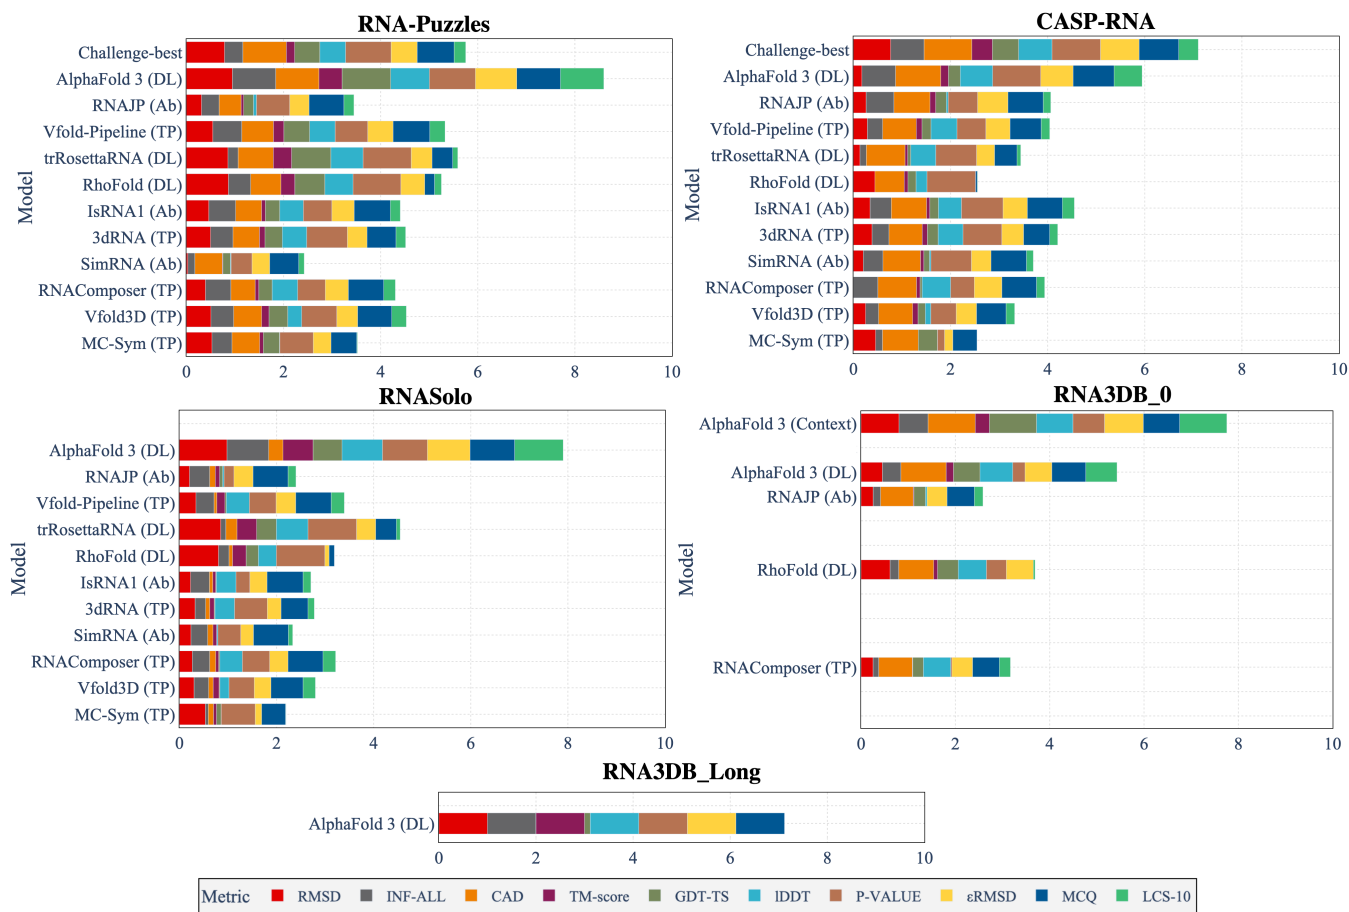 RNA-Puzzles
Model
Challenge-best
AlphaFold 3 (DL)
RNAJP (Ab)
Vfold-Pipeline (TP)
trRosettaRNA (DL)
RhoFold (DL)
IsRNA1 (Ab)
3dRNA (TP)
SimRNA (Ab)
RNAComposer (TP)
Vfold3D (TP)
MC-Sym (TP)
0 2 4 6 8 10
CASP-RNA
Model
Challenge-best
AlphaFold 3 (DL)
RNAJP (Ab)
Vfold-Pipeline (TP)
trRosettaRNA (DL)
RhoFold (DL)
IsRNA1 (Ab)
3dRNA (TP)
SimRNA (Ab)
RNAComposer (TP)
Vfold3D (TP)
MC-Sym (TP)
0 2 4 6 8 10
RNASolo
Model
AlphaFold 3 (DL)
RNAJP (Ab)
Vfold-Pipeline (TP)
trRosettaRNA (DL)
RhoFold (DL)
IsRNA1 (Ab)
3dRNA (TP)
SimRNA (Ab)
RNAComposer (TP)
Vfold3D (TP)
MC-Sym (TP)
0 2 4 6 8 10
RNA3DB_0
Model
AlphaFold 3 (Context)
AlphaFold 3 (DL)
RNAJP (Ab)
RhoFold (DL)
RNAComposer (TP)
0 2 4 6 8 10
RNA3DB_Long
AlphaFold 3 (DL)
0 2 4 6 8 10
Metric RMSD INF-ALL CAD TM-score GDT-TS lDDT P-VALUE εRMSD MCQ LCS-10